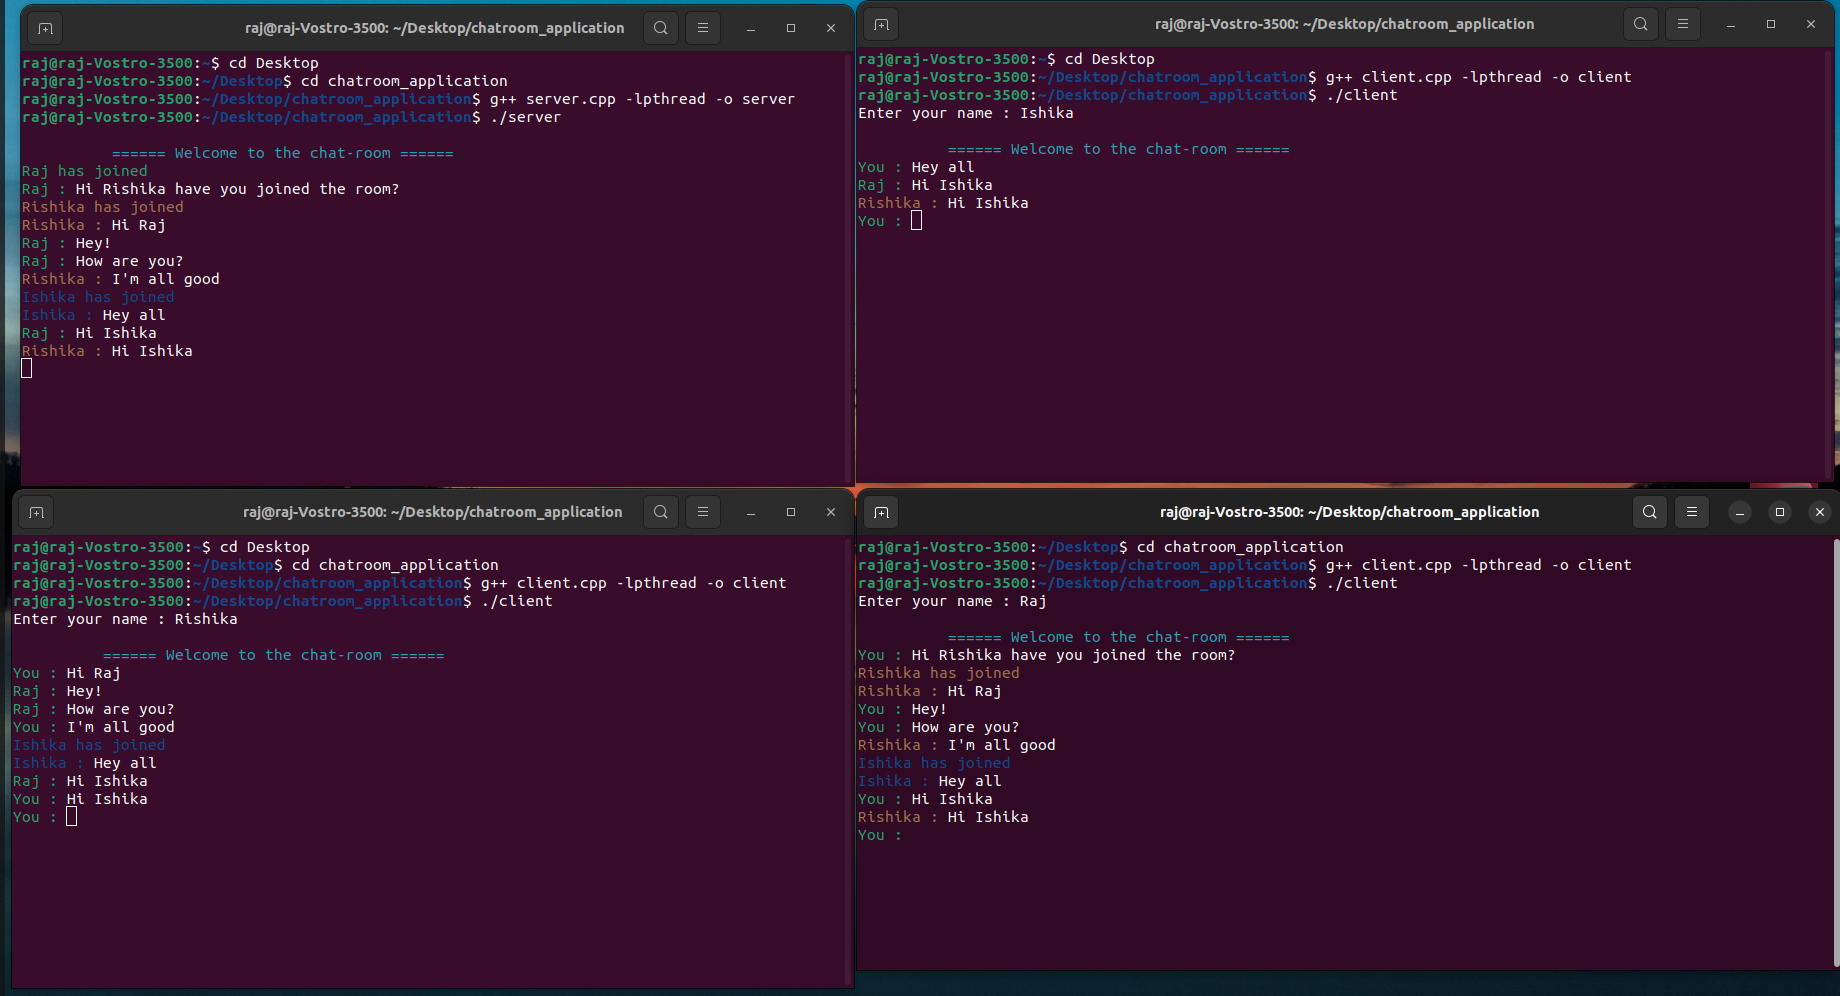 raj@raj-Vostro-3500: ~/Desktop/chatroom_application
raj@raj-Vostro-3500:~$ cd Desktop
raj@raj-Vostro-3500:~/Desktop$ cd chatroom_application
raj@raj-Vostro-3500:~/Desktop/chatroom_application$ g++ server.cpp -lpthread -o server
raj@raj-Vostro-3500:~/Desktop/chatroom_application$ ./server
====== Welcome to the chat-room ======
Raj has joined
Raj : Hi Rishika have you joined the room?
Rishika has joined
Rishika : Hi Raj
Raj : Hey!
Raj : How are you?
Rishika : I'm all good
Ishika has joined
Ishika : Hey all
Raj : Hi Ishika
Rishika : Hi Ishika
raj@raj-Vostro-3500: ~/Desktop/chatroom_application
raj@raj-Vostro-3500:~$ cd Desktop
raj@raj-Vostro-3500:~/Desktop/chatroom_application$ g++ client.cpp -lpthread -o client
raj@raj-Vostro-3500:~/Desktop/chatroom_application$ ./client
Enter your name : Ishika
====== Welcome to the chat-room ======
You : Hey all
Raj : Hi Ishika
Rishika : Hi Ishika
You :
raj@raj-Vostro-3500: ~/Desktop/chatroom_application
raj@raj-Vostro-3500:~$ cd Desktop
raj@raj-Vostro-3500:~/Desktop$ cd chatroom_application
raj@raj-Vostro-3500:~/Desktop/chatroom_application$ g++ client.cpp -lpthread -o client
raj@raj-Vostro-3500:~/Desktop/chatroom_application$ ./client
Enter your name : Rishika
====== Welcome to the chat-room ======
You : Hi Raj
Raj : Hey!
Raj : How are you?
You : I'm all good
Ishika has joined
Ishika : Hey all
Raj : Hi Ishika
You : Hi Ishika
You :
raj@raj-Vostro-3500: ~/Desktop/chatroom_application
raj@raj-Vostro-3500:~/Desktop$ cd chatroom_application
raj@raj-Vostro-3500:~/Desktop/chatroom_application$ g++ client.cpp -lpthread -o client
raj@raj-Vostro-3500:~/Desktop/chatroom_application$ ./client
Enter your name : Raj
====== Welcome to the chat-room ======
You : Hi Rishika have you joined the room?
Rishika has joined
Rishika : Hi Raj
You : Hey!
You : How are you?
Rishika : I'm all good
Ishika has joined
Ishika : Hey all
You : Hi Ishika
Rishika : Hi Ishika
You :